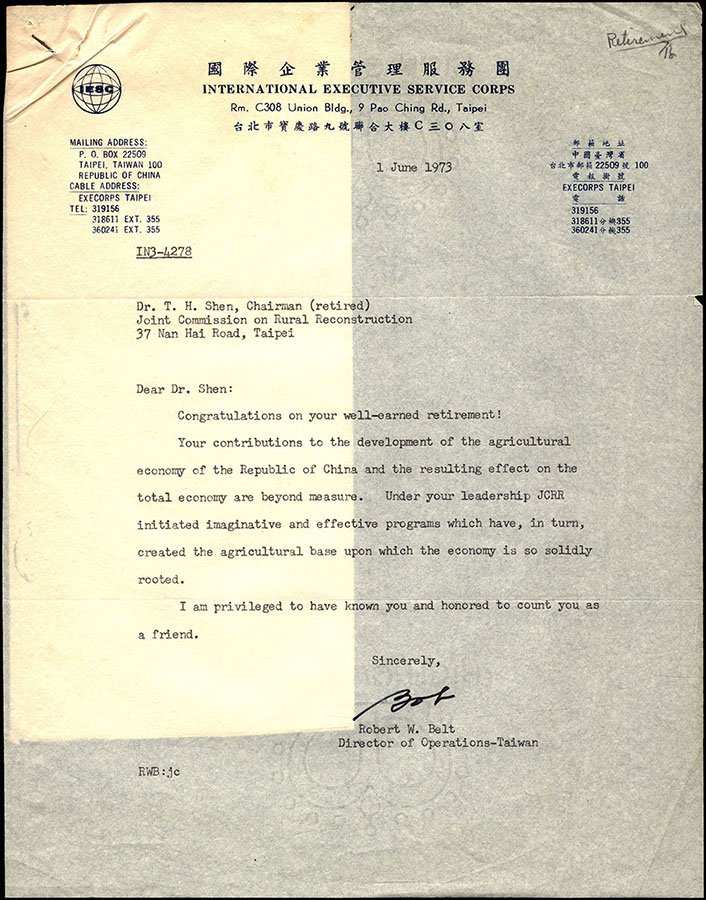 Retirement
16
IESC
國際企業管理服務團
INTERNATIONAL EXECUTIVE SERVICE CORPS
Rm. C308 Union Bldg., 9 Pao Ching Rd., Taipei
台北市寶慶路九號聯合大樓C三〇八室
MAILING ADDRESS:
P. O. BOX 22509
TAIPEI, TAIWAN 100
REPUBLIC OF CHINA
CABLE ADDRESS:
EXECORPS TAIPEI
TEL: 319156
318611 EXT. 355
360241 EXT. 355
1 June 1973
郵箱地址
中國臺灣省
台北市郵箱22509號 100
電報掛號
EXECORPS TAIPEI
電話
319156
318611分機355
360241分機355
IN3-4278
Dr. T. H. Shen, Chairman (retired)
Joint Commission on Rural Reconstruction
37 Nan Hai Road, Taipei
Dear Dr. Shen:
Congratulations on your well-earned retirement!
Your contributions to the development of the agricultural
economy of the Republic of China and the resulting effect on the
total economy are beyond measure. Under your leadership JCRR
initiated imaginative and effective programs which have, in turn,
created the agricultural base upon which the economy is so solidly
rooted.
I am privileged to have known you and honored to count you as
a friend.
Sincerely,
Bob
Robert W. Belt
Director of Operations-Taiwan
RWB:jc